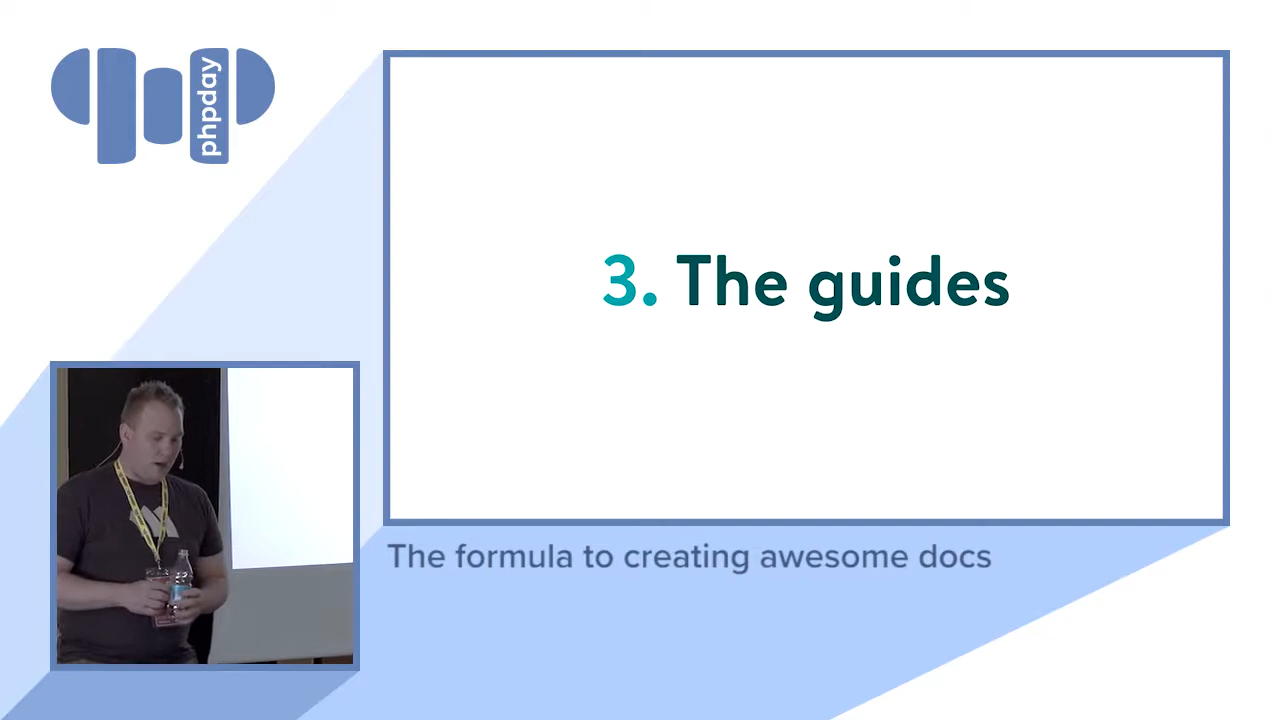 phpday
3. The guides
The formula to creating awesome docs